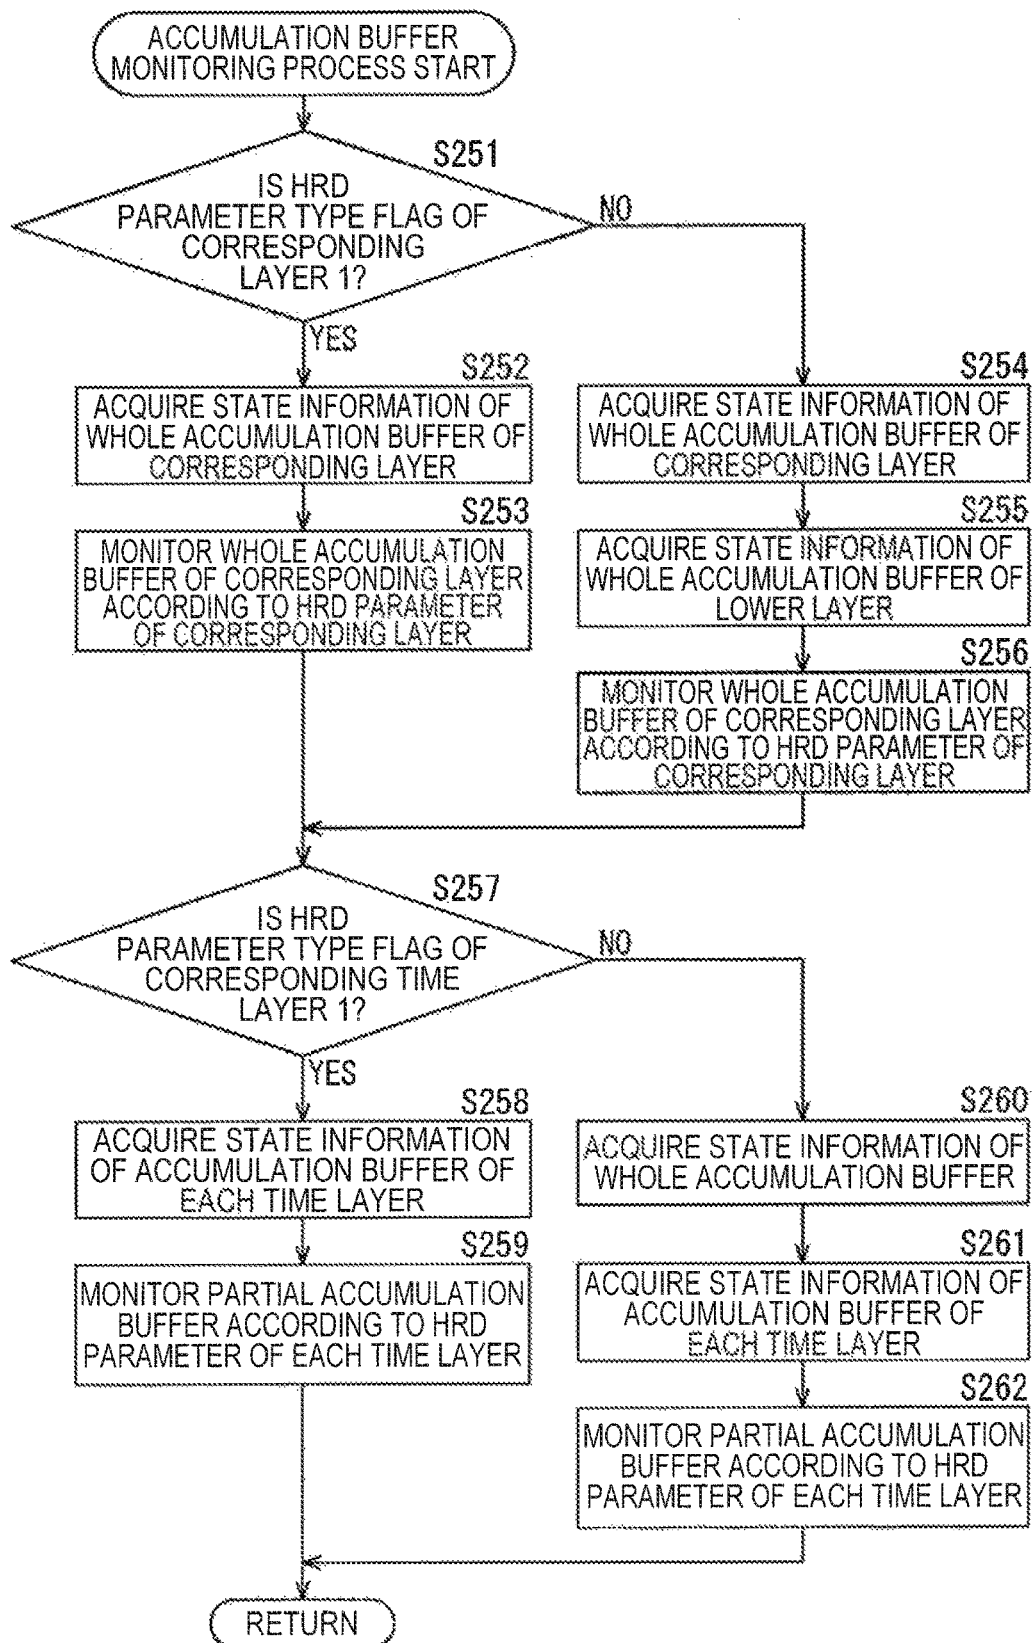 ACCUMULATION BUFFER
MONITORING PROCESS START
S251
IS HRD
PARAMETER TYPE FLAG OF
CORRESPONDING
LAYER 1?
NO
YES
S252
ACQUIRE STATE INFORMATION OF
WHOLE ACCUMULATION BUFFER OF
CORRESPONDING LAYER
S253
MONITOR WHOLE ACCUMULATION
BUFFER OF CORRESPONDING LAYER
ACCORDING TO HRD PARAMETER
OF CORRESPONDING LAYER
S254
ACQUIRE STATE INFORMATION OF
WHOLE ACCUMULATION BUFFER OF
CORRESPONDING LAYER
S255
ACQUIRE STATE INFORMATION OF
WHOLE ACCUMULATION BUFFER OF
LOWER LAYER
S256
MONITOR WHOLE ACCUMULATION
BUFFER OF CORRESPONDING LAYER
ACCORDING TO HRD PARAMETER OF
CORRESPONDING LAYER
S257
IS HRD
PARAMETER TYPE FLAG OF
CORRESPONDING TIME
LAYER 1?
NO
YES
S258
ACQUIRE STATE INFORMATION
OF ACCUMULATION BUFFER OF
EACH TIME LAYER
S259
MONITOR PARTIAL ACCUMULATION
BUFFER ACCORDING TO HRD
PARAMETER OF EACH TIME LAYER
S260
ACQUIRE STATE INFORMATION OF
WHOLE ACCUMULATION BUFFER
S261
ACQUIRE STATE INFORMATION OF
ACCUMULATION BUFFER OF
EACH TIME LAYER
S262
MONITOR PARTIAL ACCUMULATION
BUFFER ACCORDING TO HRD
PARAMETER OF EACH TIME LAYER
RETURN